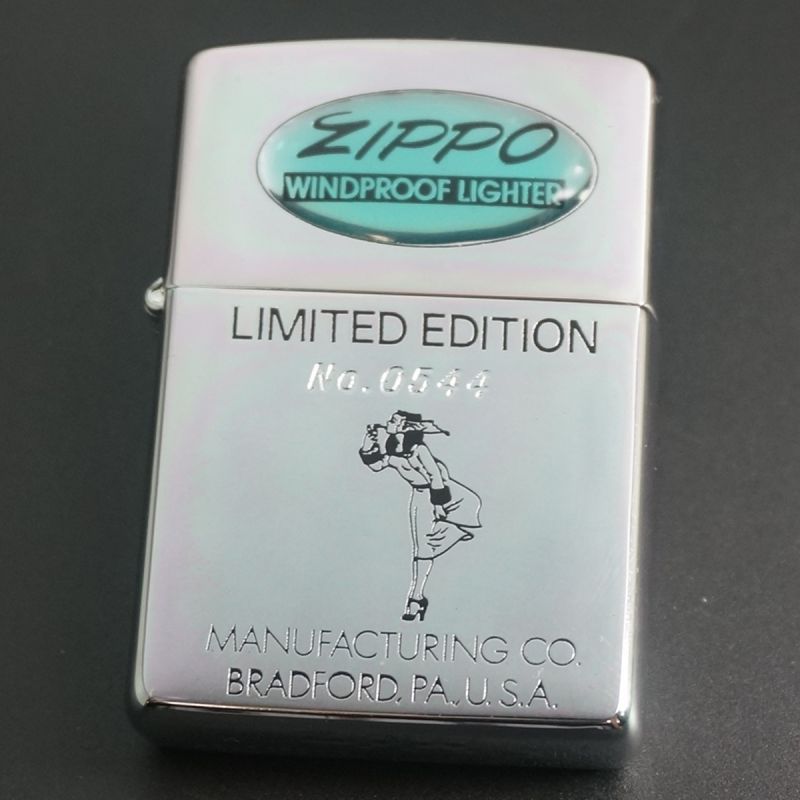 ZIPPO
WINDPROOF LIGHTER
LIMITED EDITION
No.0544
MANUFACTURING CO.
BRADFORD, PA., U.S.A.